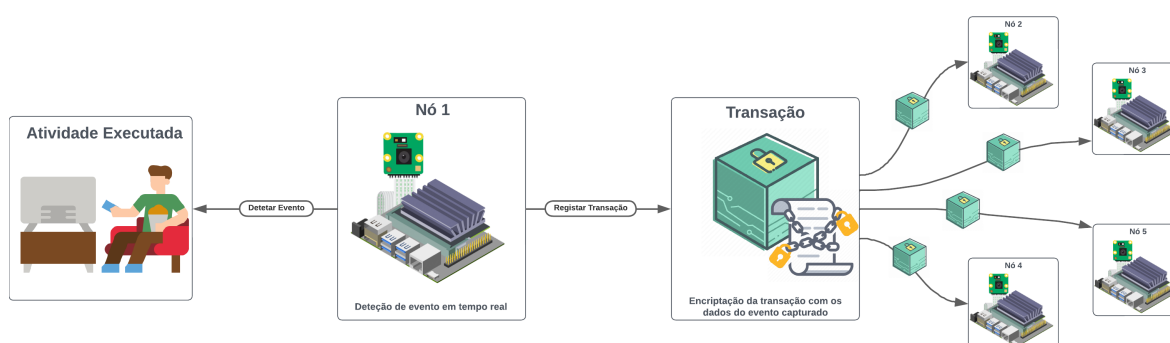 Atividade Executada
Detetar Evento
Nó 1
Deteção de evento em tempo real
Registar Transação
Transação
Encriptação da transação com os
dados do evento capturado
Nó 2
Nó 3
Nó 5
Nó 4